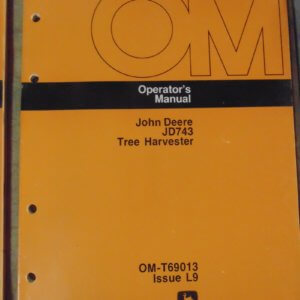 OM
Operator's
Manual
John Deere
JD743
Tree Harvester
OM-T69013
Issue L9